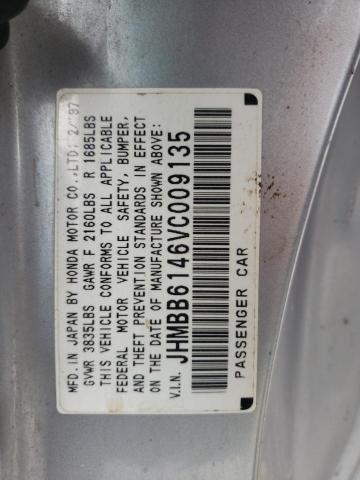 MFD.IN JAPAN BY HONDA MOTOR CO.,LTD; 2/97
GVWR 3835LBS GAWR F 2160LBS R 1685LBS
THIS VEHICLE CONFORMS TO ALL APPLICABLE
FEDERAL MOTOR VEHICLE SAFETY, BUMPER,
AND THEFT PREVENTION STANDARDS IN EFFECT
ON THE DATE OF MANUFACTURE SHOWN ABOVE:
V.I.N. JHMBB6146VC009135
PASSENGER CAR